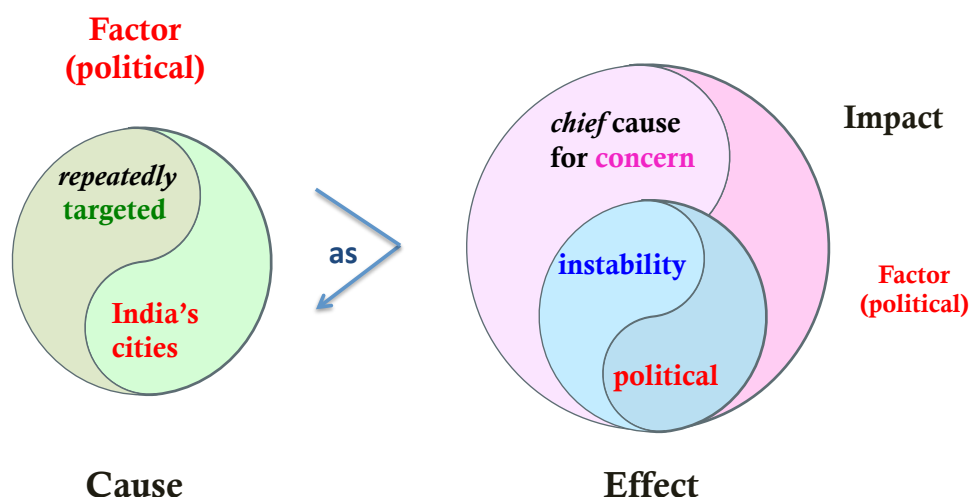 Factor
(political)
repeatedly
targeted
India's
cities
Cause
as
chief cause
for concern
instability
political
Effect
Impact
Factor
(political)